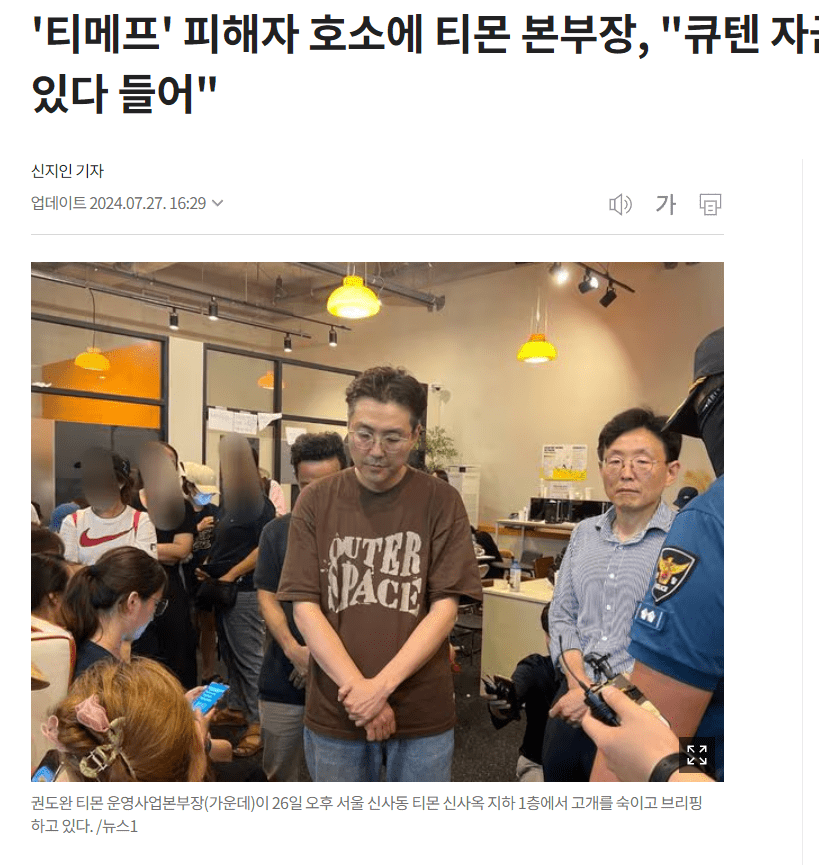 '티메프' 피해자 호소에 티몬 본부장, "큐텐
있다 들어"
신지인 기자
업데이트 2024.07.27. 16:29
가
OUTER
SPACE
POLICE
권도완 티몬 운영사업본부장(가운데)이 26일 오후 서울 신사동 티몬 신사옥 지하 1층에서 고개를 숙이고 브리핑
하고 있다. /뉴스1